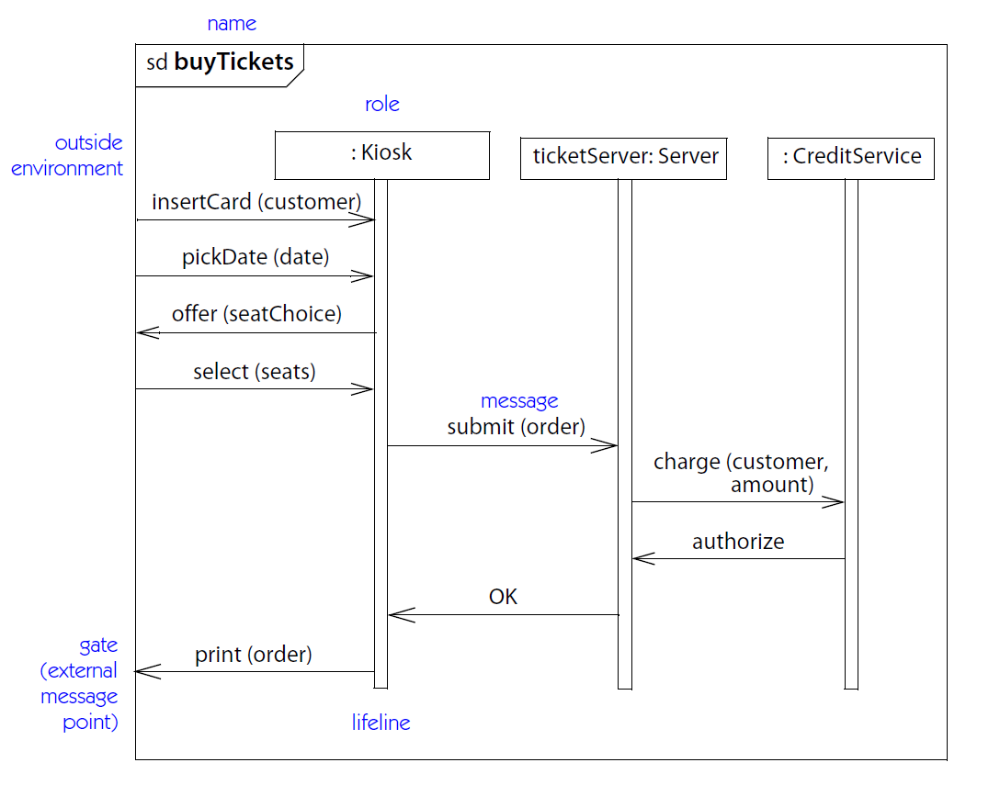 name
sd buyTickets
role
outside
environment
: Kiosk
ticketServer: Server
: CreditService
insertCard (customer)
pickDate (date)
offer (seatChoice)
select (seats)
message
submit (order)
charge (customer,
amount)
authorize
OK
gate
(external
message
point)
print (order)
lifeline